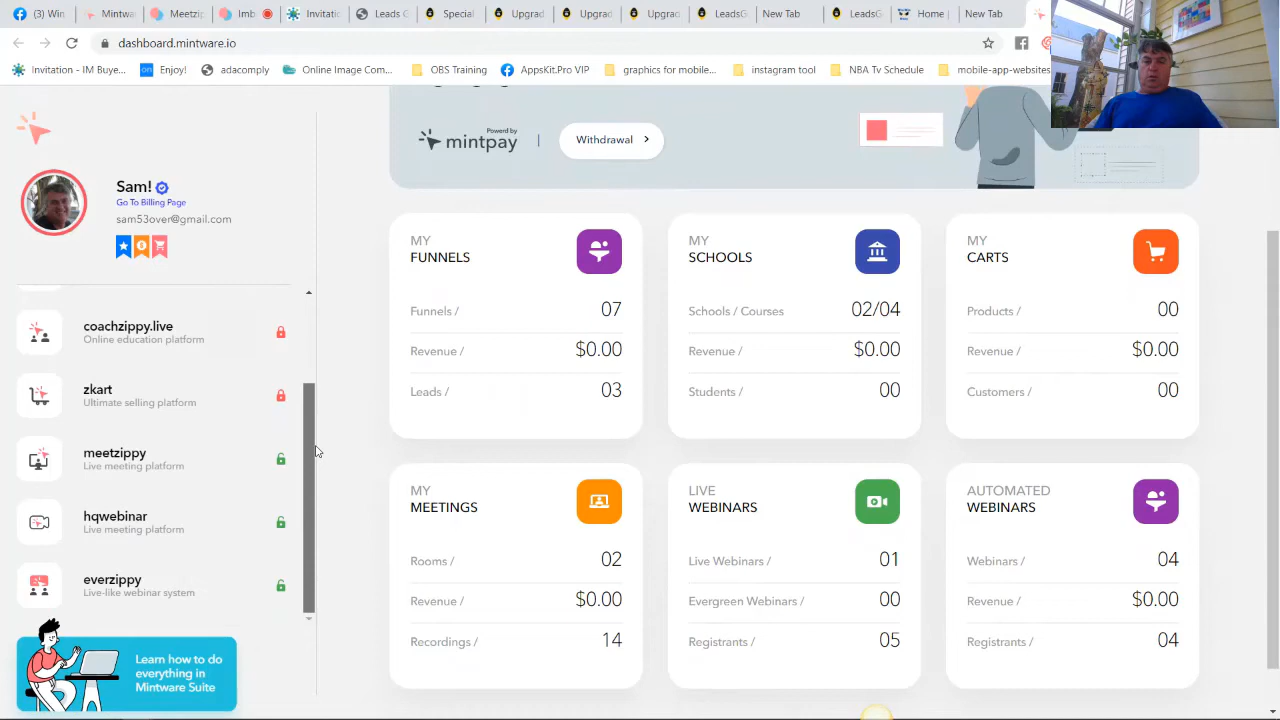 (3) Win
Mintwar
Meetzip
Imb
Invitatic
Leads G
Special
Upgrad
Upgrad
Upgrad
LeadsG
New Tab
LeadsG
Home |
New Tab
dashboard.mintware.io
Invitation - IM Buye...
on Enjoy!
adacomply
Online Image Con...
OBS Training
AppsKit.Pro VIP
graphics for mobile...
instagram tool
NBA Tv Schedule
mobile-app-websites
Sam!
Go To Billing Page
sam53over@gmail.com
coachzippy.live
Online education platform
zkart
Ultimate selling platform
meetzippy
Live meeting platform
hqwebinar
Live meeting platform
everzippy
Live-like webinar system
Learn how to do
everything in
Mintware Suite
Powered by
mintpay
Withdrawal
MY
FUNNELS
Funnels / 07
Revenue / $0.00
Leads / 03
MY
SCHOOLS
Schools / Courses 02/04
Revenue / $0.00
Students / 00
MY
CARTS
Products / 00
Revenue / $0.00
Customers / 00
MY
MEETINGS
Rooms / 02
Revenue / $0.00
Recordings / 14
LIVE
WEBINARS
Live Webinars / 01
Evergreen Webinars / 00
Registrants / 05
AUTOMATED
WEBINARS
Webinars / 04
Revenue / $0.00
Registrants / 04